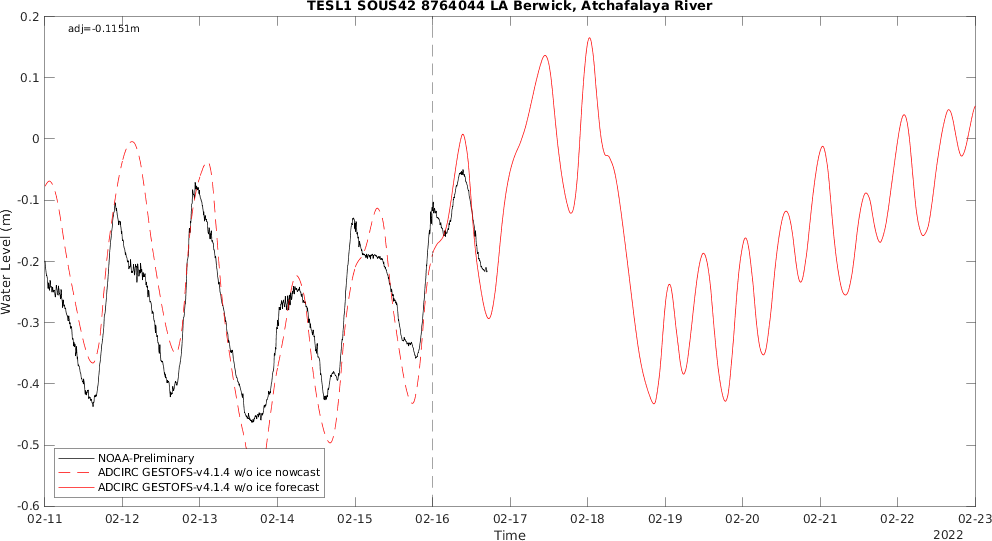 TESL1 SOUS42 8764044 LA Berwick, Atchafalaya River
adj=-0.1151m
0.2
0.1
0
-0.1
-0.2
-0.3
-0.4
-0.5
-0.6
Water Level (m)
NOAA-Preliminary
ADCIRC GESTOFS-v4.1.4 w/o ice nowcast
ADCIRC GESTOFS-v4.1.4 w/o ice forecast
02-11 02-12 02-13 02-14 02-15 02-16 02-17 02-18 02-19 02-20 02-21 02-22 02-23
Time
2022